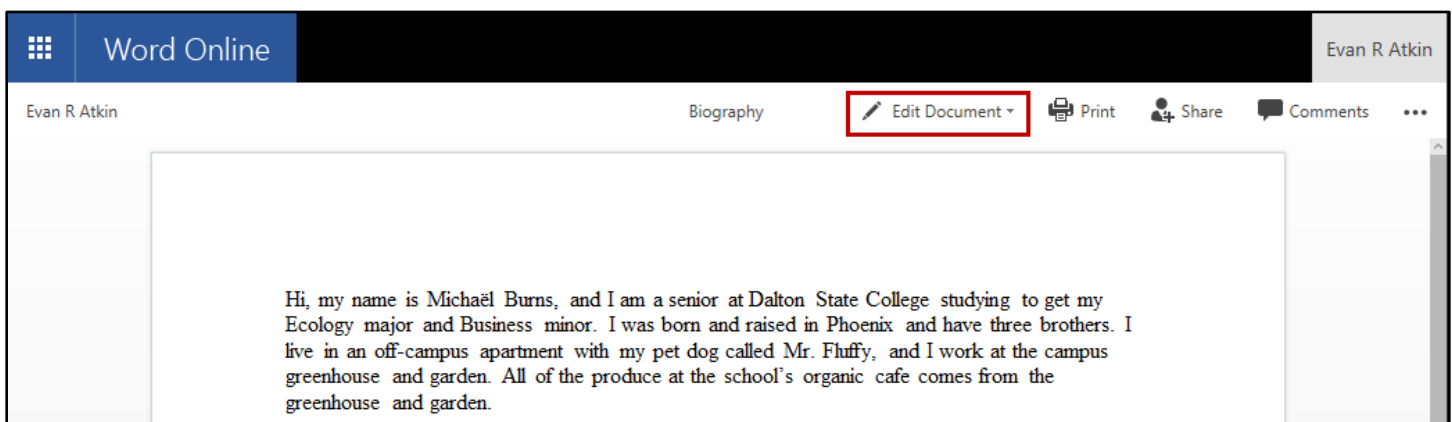 Word Online
Evan R Atkin
Evan R Atkin
Biography
Edit Document
Print
Share
Comments
Hi, my name is Michaël Burns, and I am a senior at Dalton State College studying to get my
Ecology major and Business minor. I was born and raised in Phoenix and have three brothers. I
live in an off-campus apartment with my pet dog called Mr. Fluffy, and I work at the campus
greenhouse and garden. All of the produce at the school’s organic cafe comes from the
greenhouse and garden.